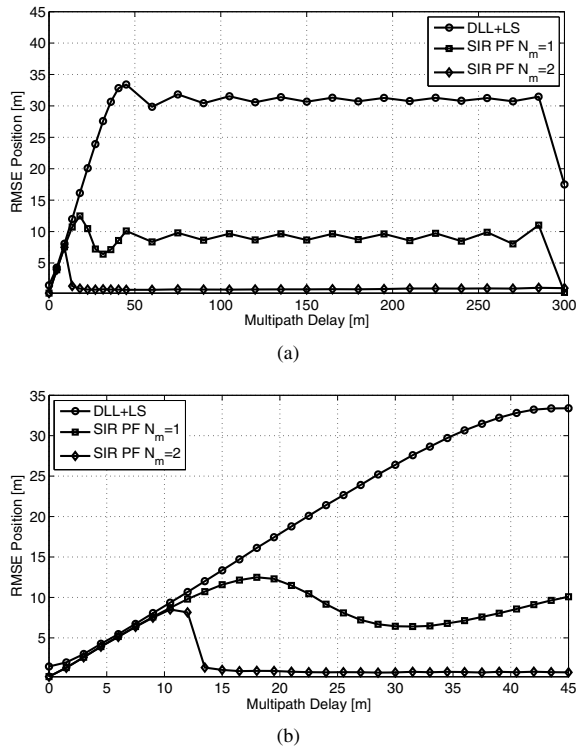 45
40
35
30
25
20
15
10
5
RMSE Position [m]
DLL+LS
SIR PF N_m=1
SIR PF N_m=2
0 50 100 150 200 250 300
Multipath Delay [m]
(a)
35
30
25
20
15
10
5
RMSE Position [m]
DLL+LS
SIR PF N_m=1
SIR PF N_m=2
0 5 10 15 20 25 30 35 40 45
Multipath Delay [m]
(b)